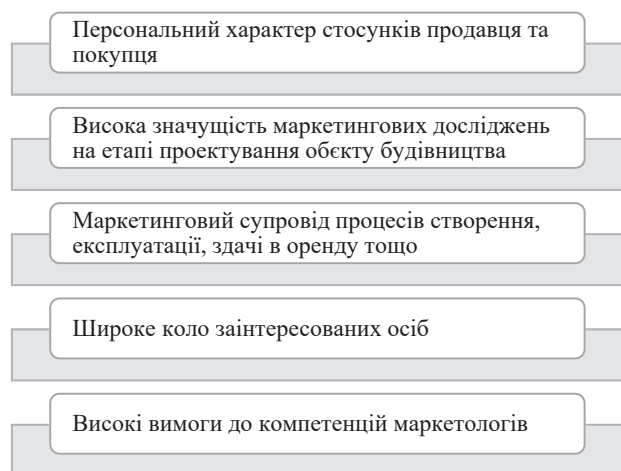 Персональний характер стосунків продавця та
покупця
Висока значущість маркетингових досліджень
на етапі проектування обєкту будівництва
Маркетинговий супровід процесів створення,
експлуатації, здачі в оренду тощо
Широке коло заінтересованих осіб
Високі вимоги до компетенцій маркетологів